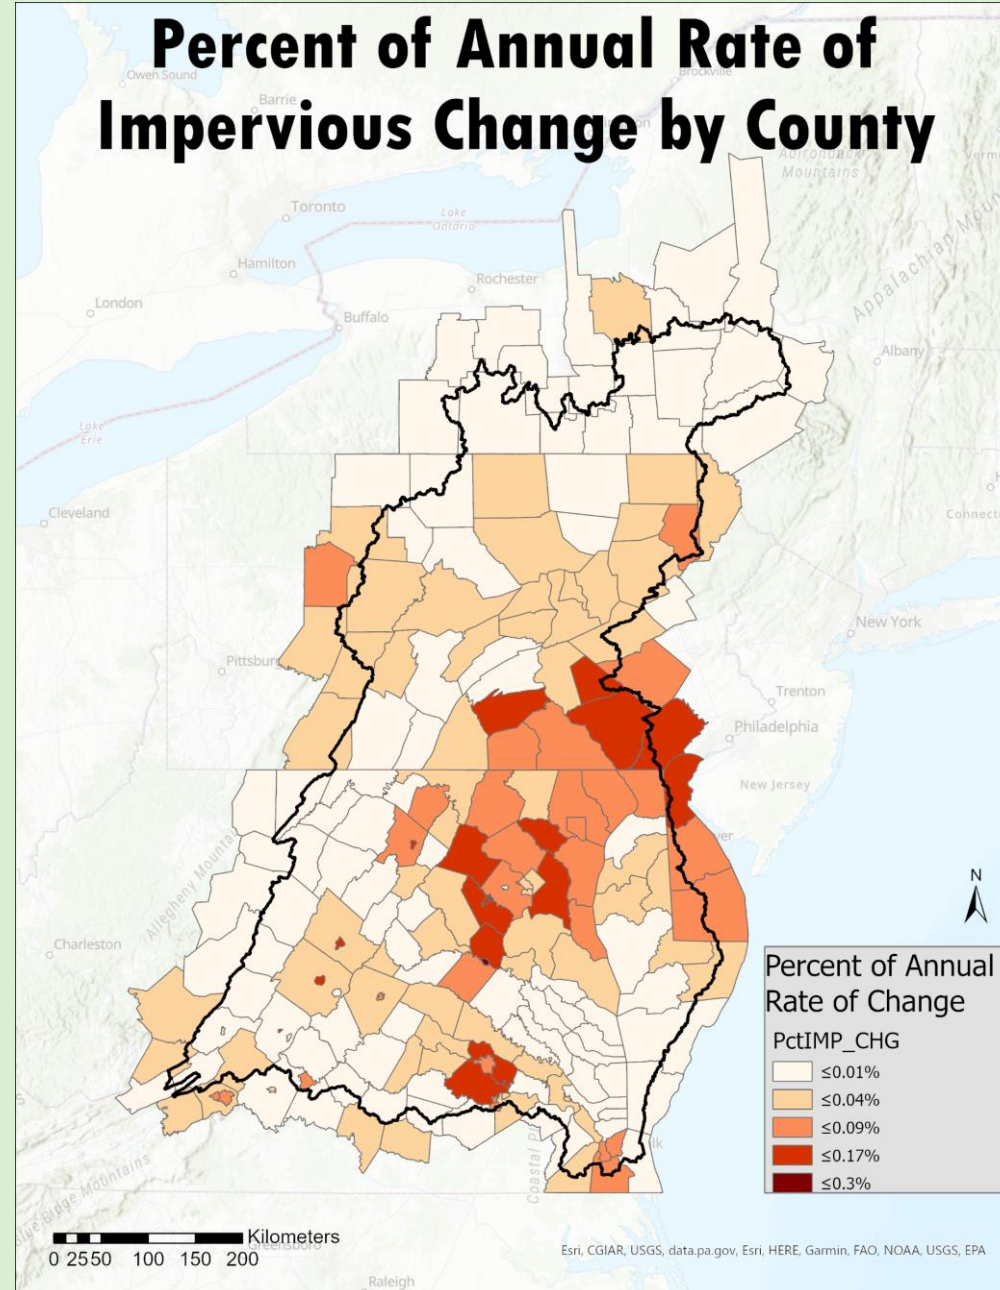 Percent of Annual Rate of
Impervious Change by County
Owen Sound
Brockville
Barrie
Adirondack
Mountains
Toronto
Lake
Ontario
Hamilton
Rochester
London
Buffalo
Albany
Lake
Erie
Cleveland
New York
Trenton
Philadelphia
New Jersey
Allegheny
Charleston
N
Percent of Annual
Rate of Change
PctIMP_CHG
≤0.01%
≤0.04%
≤0.09%
≤0.17%
≤0.3%
Blue Ridge Mountains
Kilometers
0 25 50 100 150 200
Greensboro
Raleigh
Esri, CGIAR, USGS, data.pa.gov, Esri, HERE, Garmin, FAO, NOAA, USGS, EPA